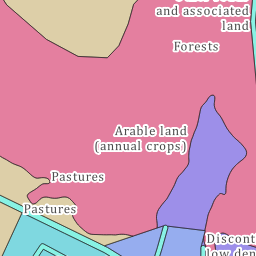 and associated
land
Forests
Arable land
(annual crops)
Pastures
Pastures
Discont
low den